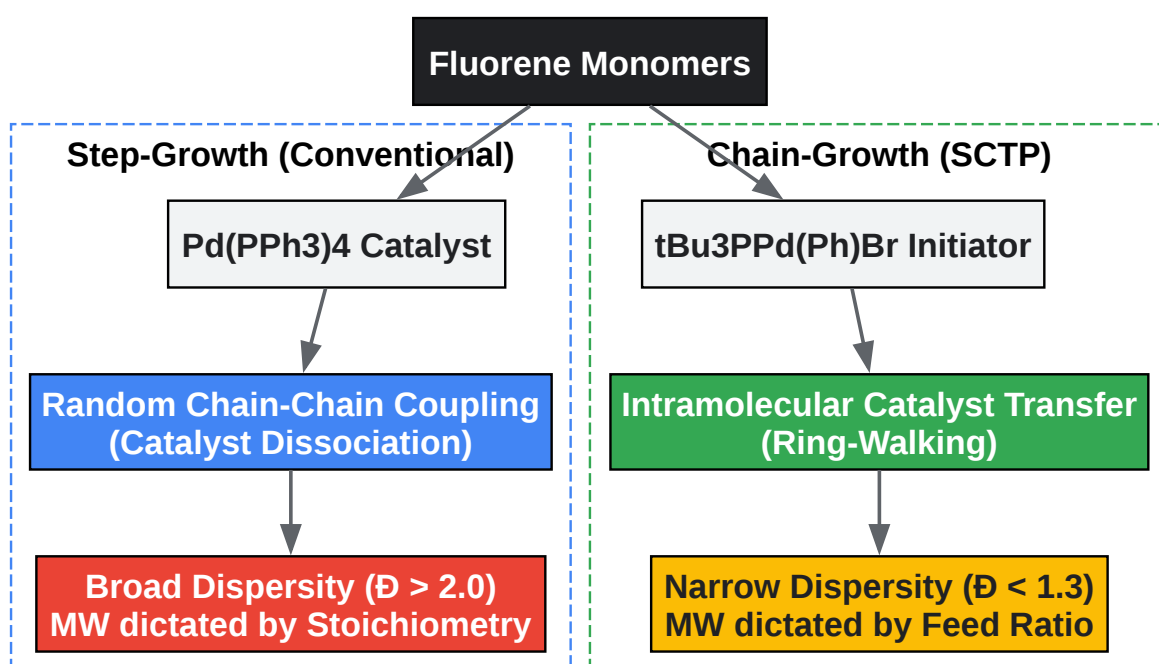 Fluorene Monomers
Step-Growth (Conventional)
Chain-Growth (SCTP)
Pd(PPh3)4 Catalyst
tBu3PPd(Ph)Br Initiator
Random Chain-Chain Coupling
(Catalyst Dissociation)
Intramolecular Catalyst Transfer
(Ring-Walking)
Broad Dispersity (Đ > 2.0)
MW dictated by Stoichiometry
Narrow Dispersity (Đ < 1.3)
MW dictated by Feed Ratio